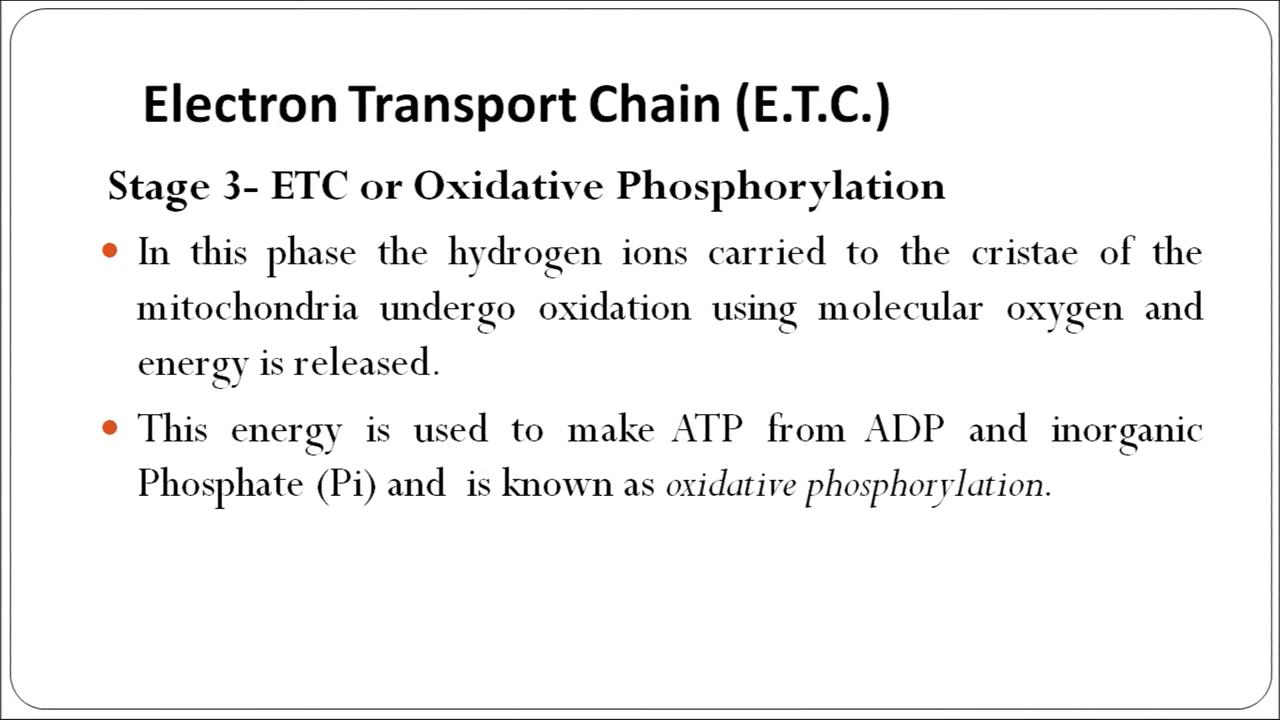 Electron Transport Chain (E.T.C.)
Stage 3- ETC or Oxidative Phosphorylation
• In this phase the hydrogen ions carried to the cristae of the
mitochondria undergo oxidation using molecular oxygen and
energy is released.
• This energy is used to make ATP from ADP and inorganic
Phosphate (Pi) and is known as oxidative phosphorylation.